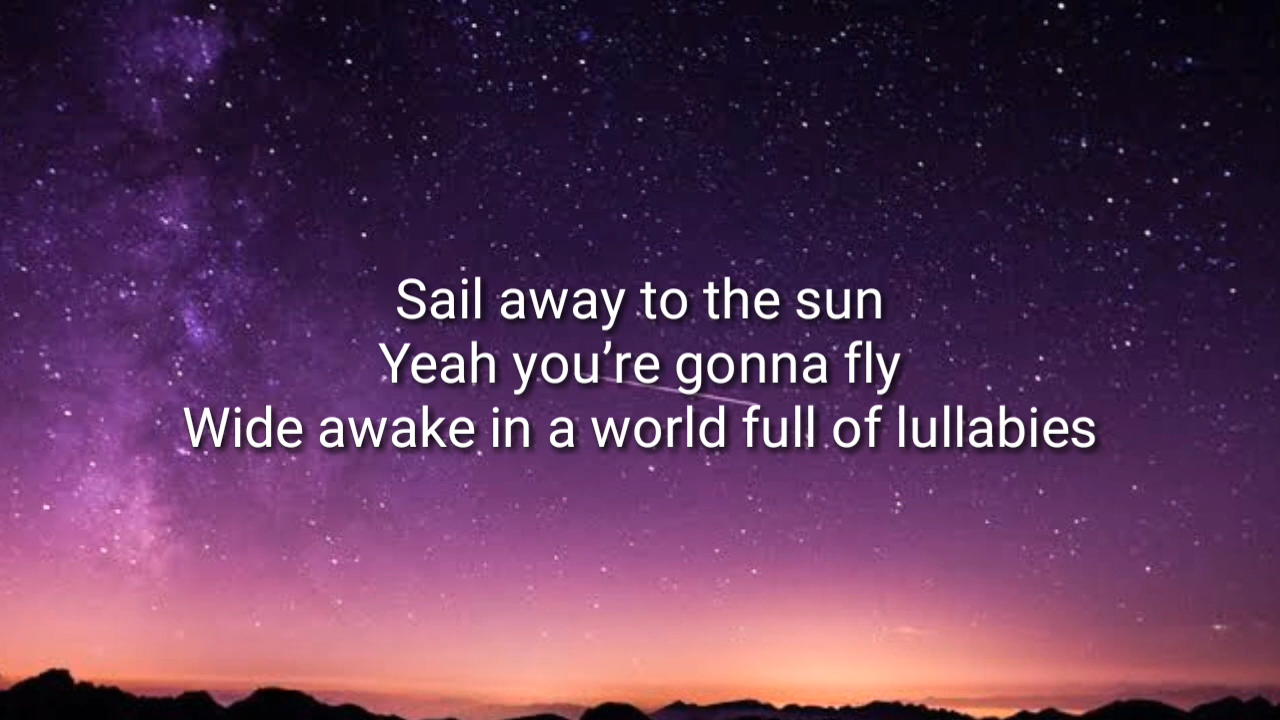 Sail away to the sun
Yeah you’re gonna fly
Wide awake in a world full of lullabies